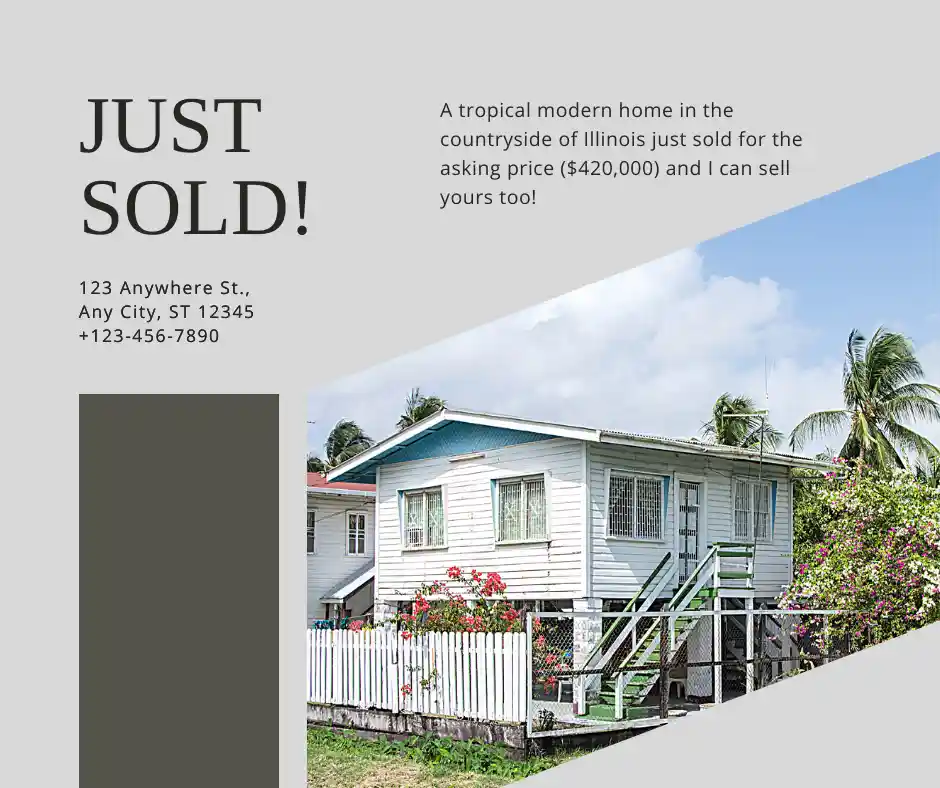 JUST
SOLD!
A tropical modern home in the
countryside of Illinois just sold for the
asking price ($420,000) and I can sell
yours too!
123 Anywhere St.,
Any City, ST 12345
+123-456-7890